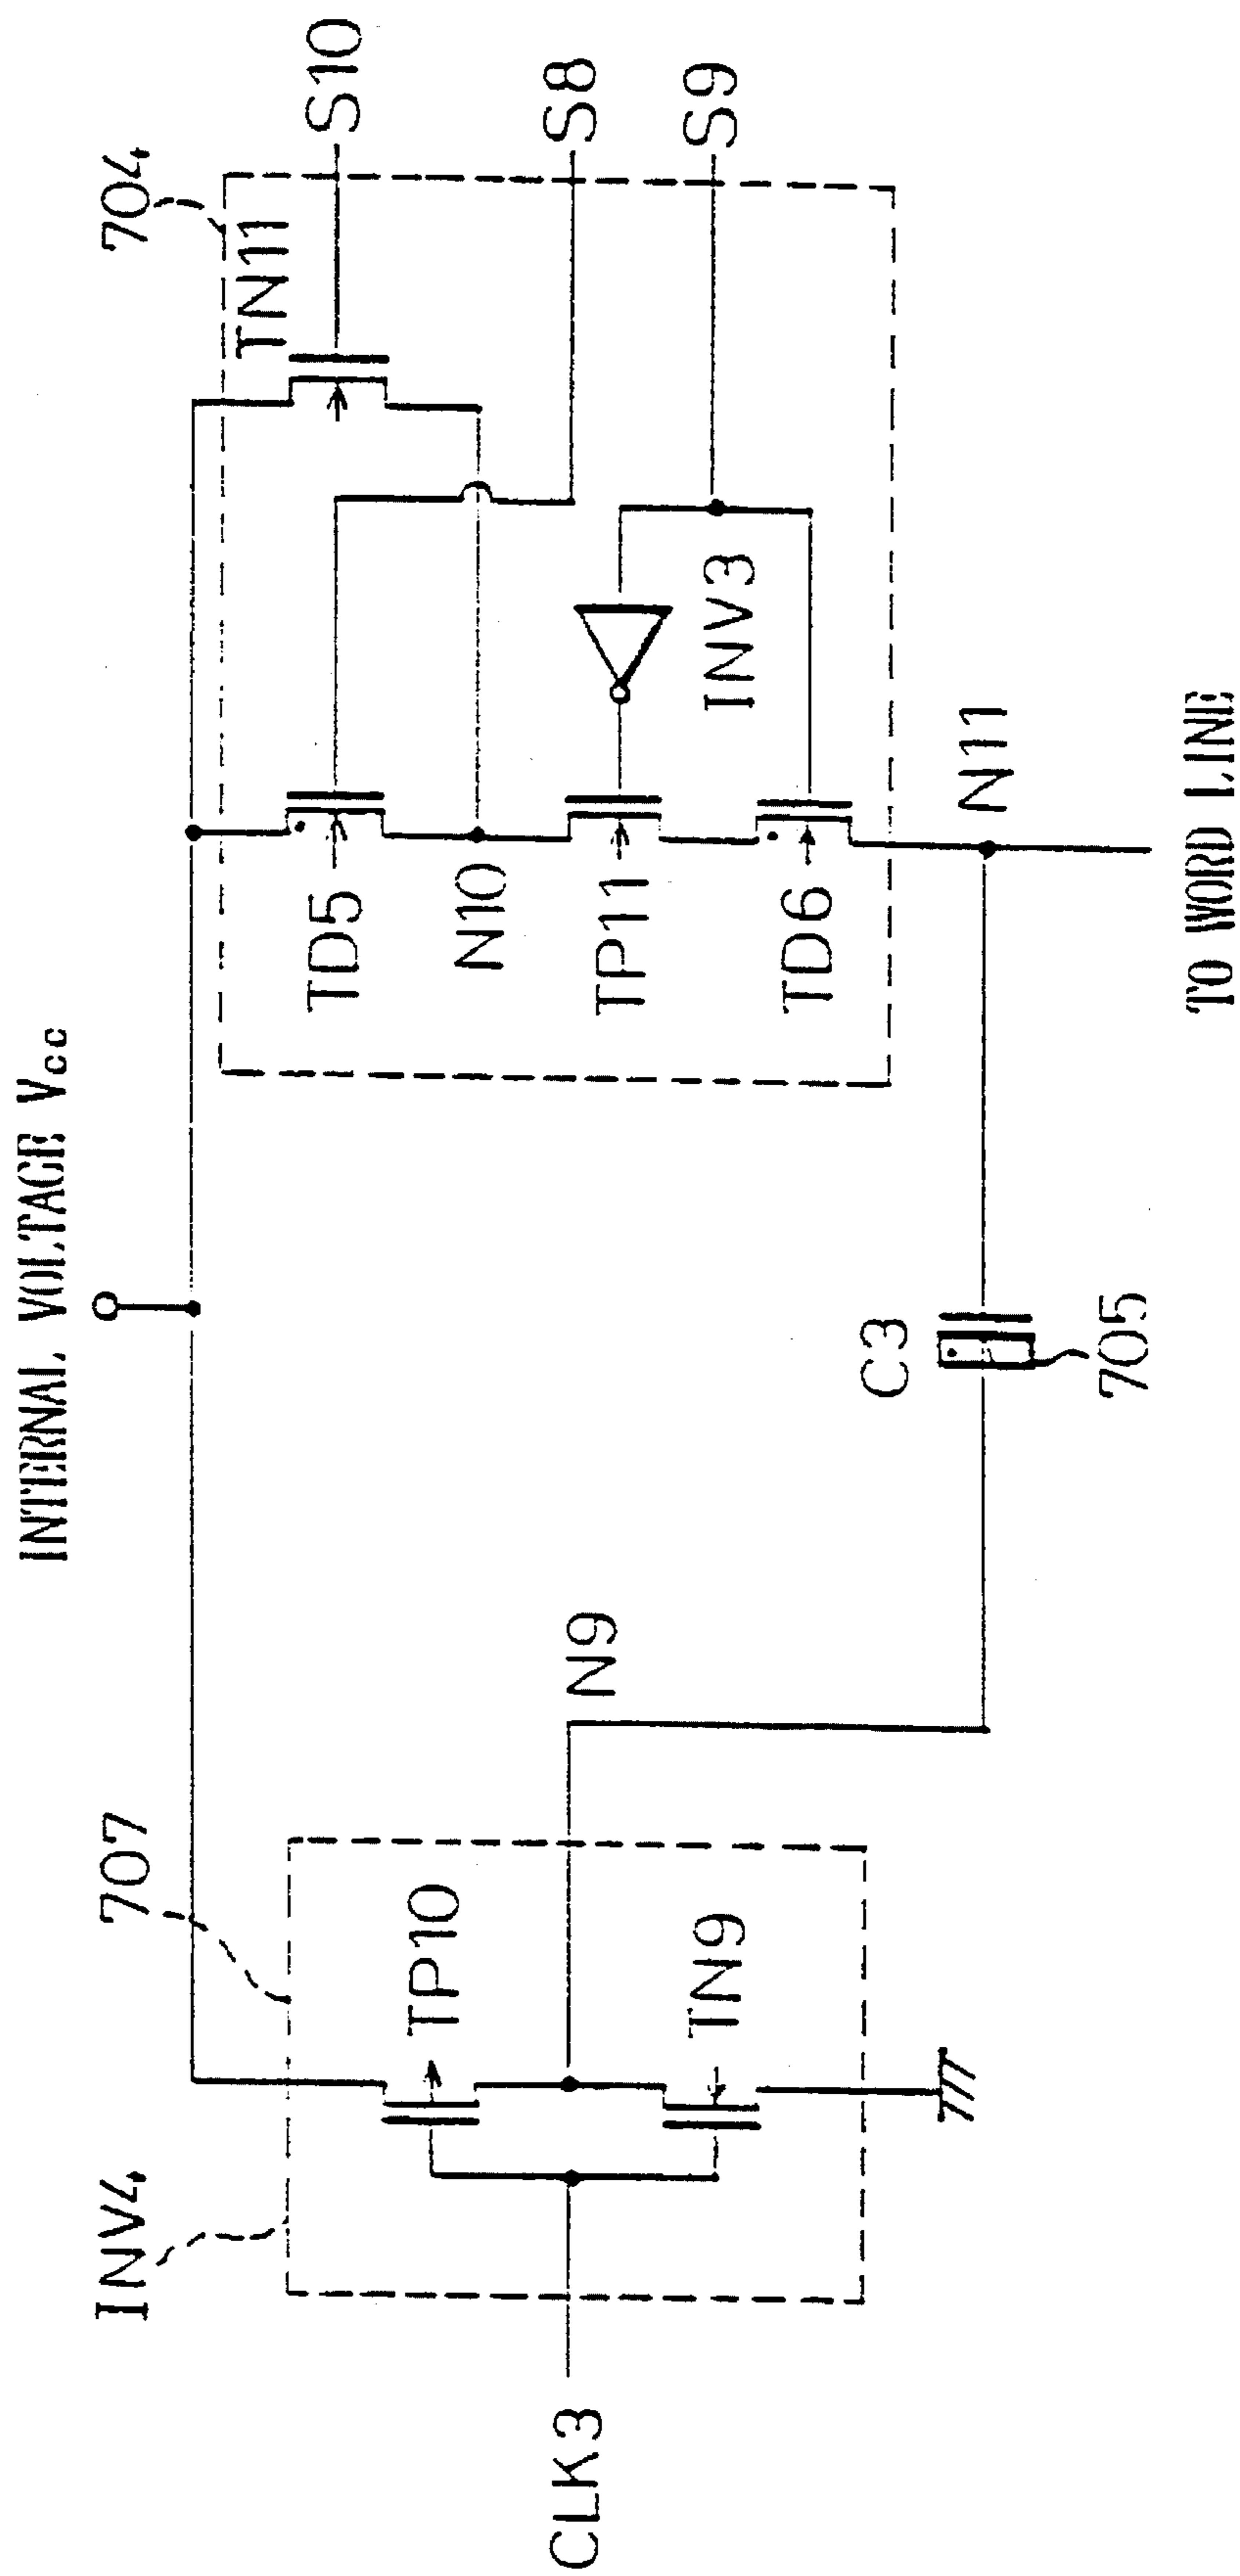 INTERNAL VOLTAGE Vcc
INV4
707
704
TN11
S10
TP10
TD5
S8
CLK3
N9
N10
TP11
INV3
S9
TN9
TD6
C3
705
N11
TO WORD LINE